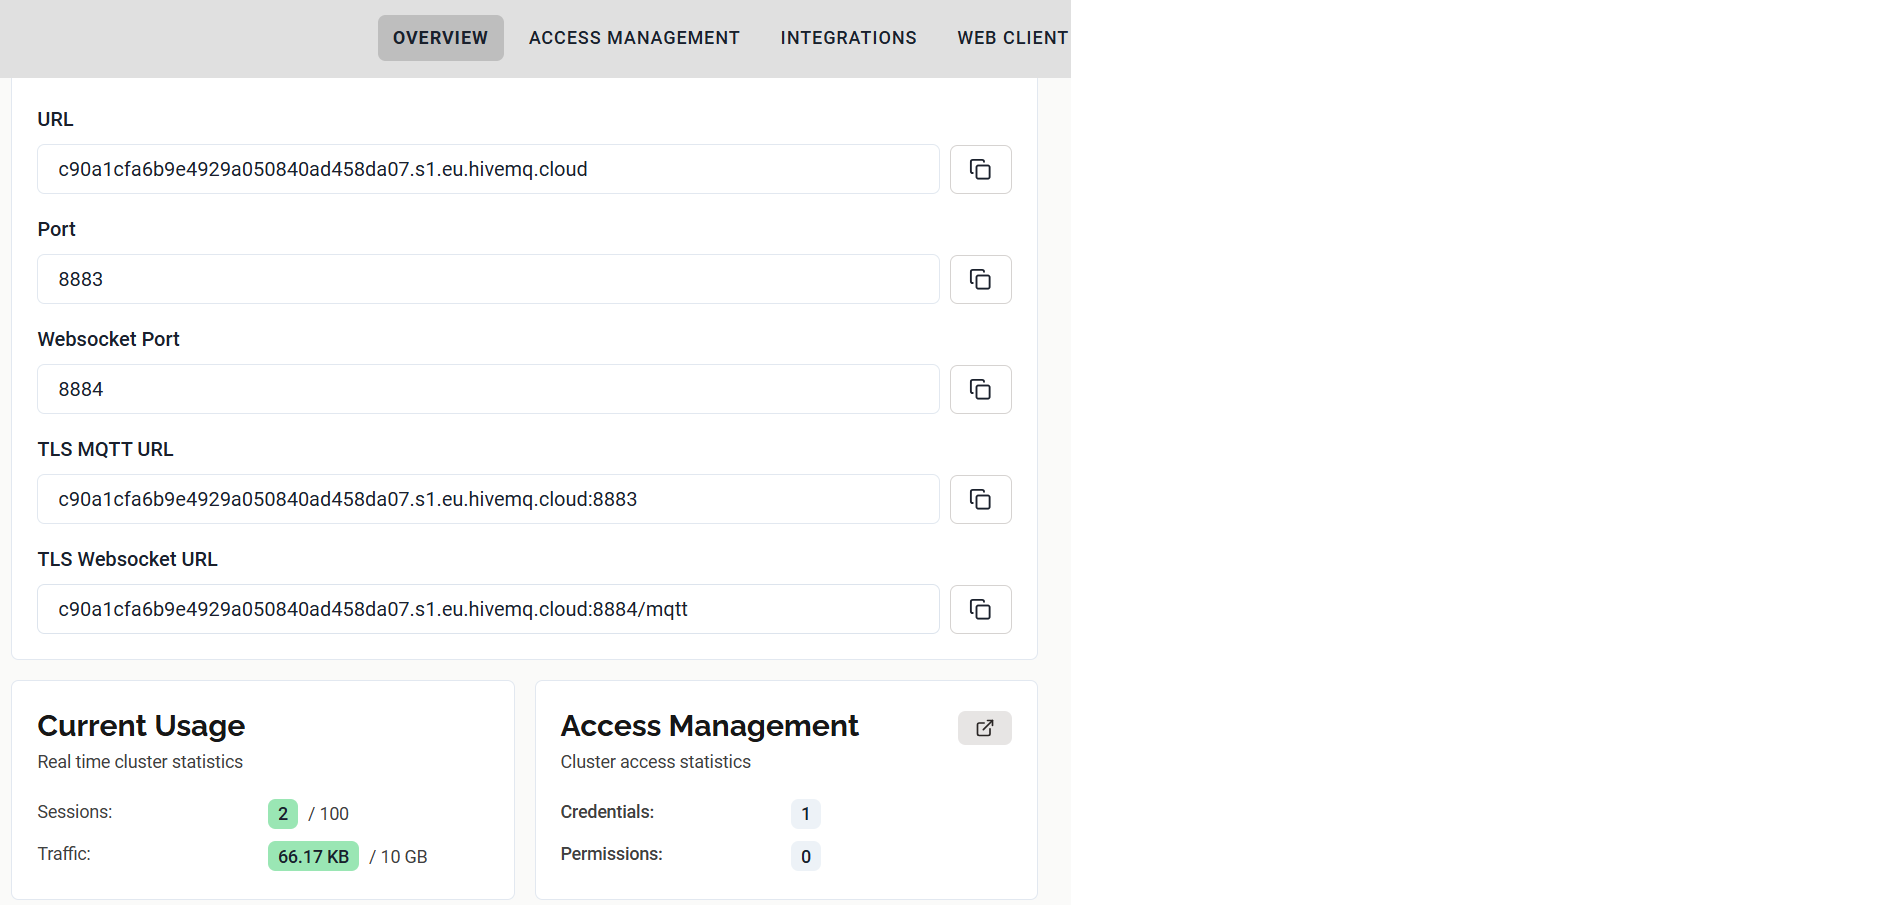 OVERVIEW ACCESS MANAGEMENT INTEGRATIONS WEB CLIENT
URL
c90a1cfa6b9e4929a050840ad458da07.s1.eu.hivemq.cloud
Port
8883
Websocket Port
8884
TLS MQTT URL
c90a1cfa6b9e4929a050840ad458da07.s1.eu.hivemq.cloud:8883
TLS Websocket URL
c90a1cfa6b9e4929a050840ad458da07.s1.eu.hivemq.cloud:8884/mqtt
Current Usage
Real time cluster statistics
Sessions: 2 / 100
Traffic: 66.17 KB / 10 GB
Access Management
Cluster access statistics
Credentials: 1
Permissions: 0